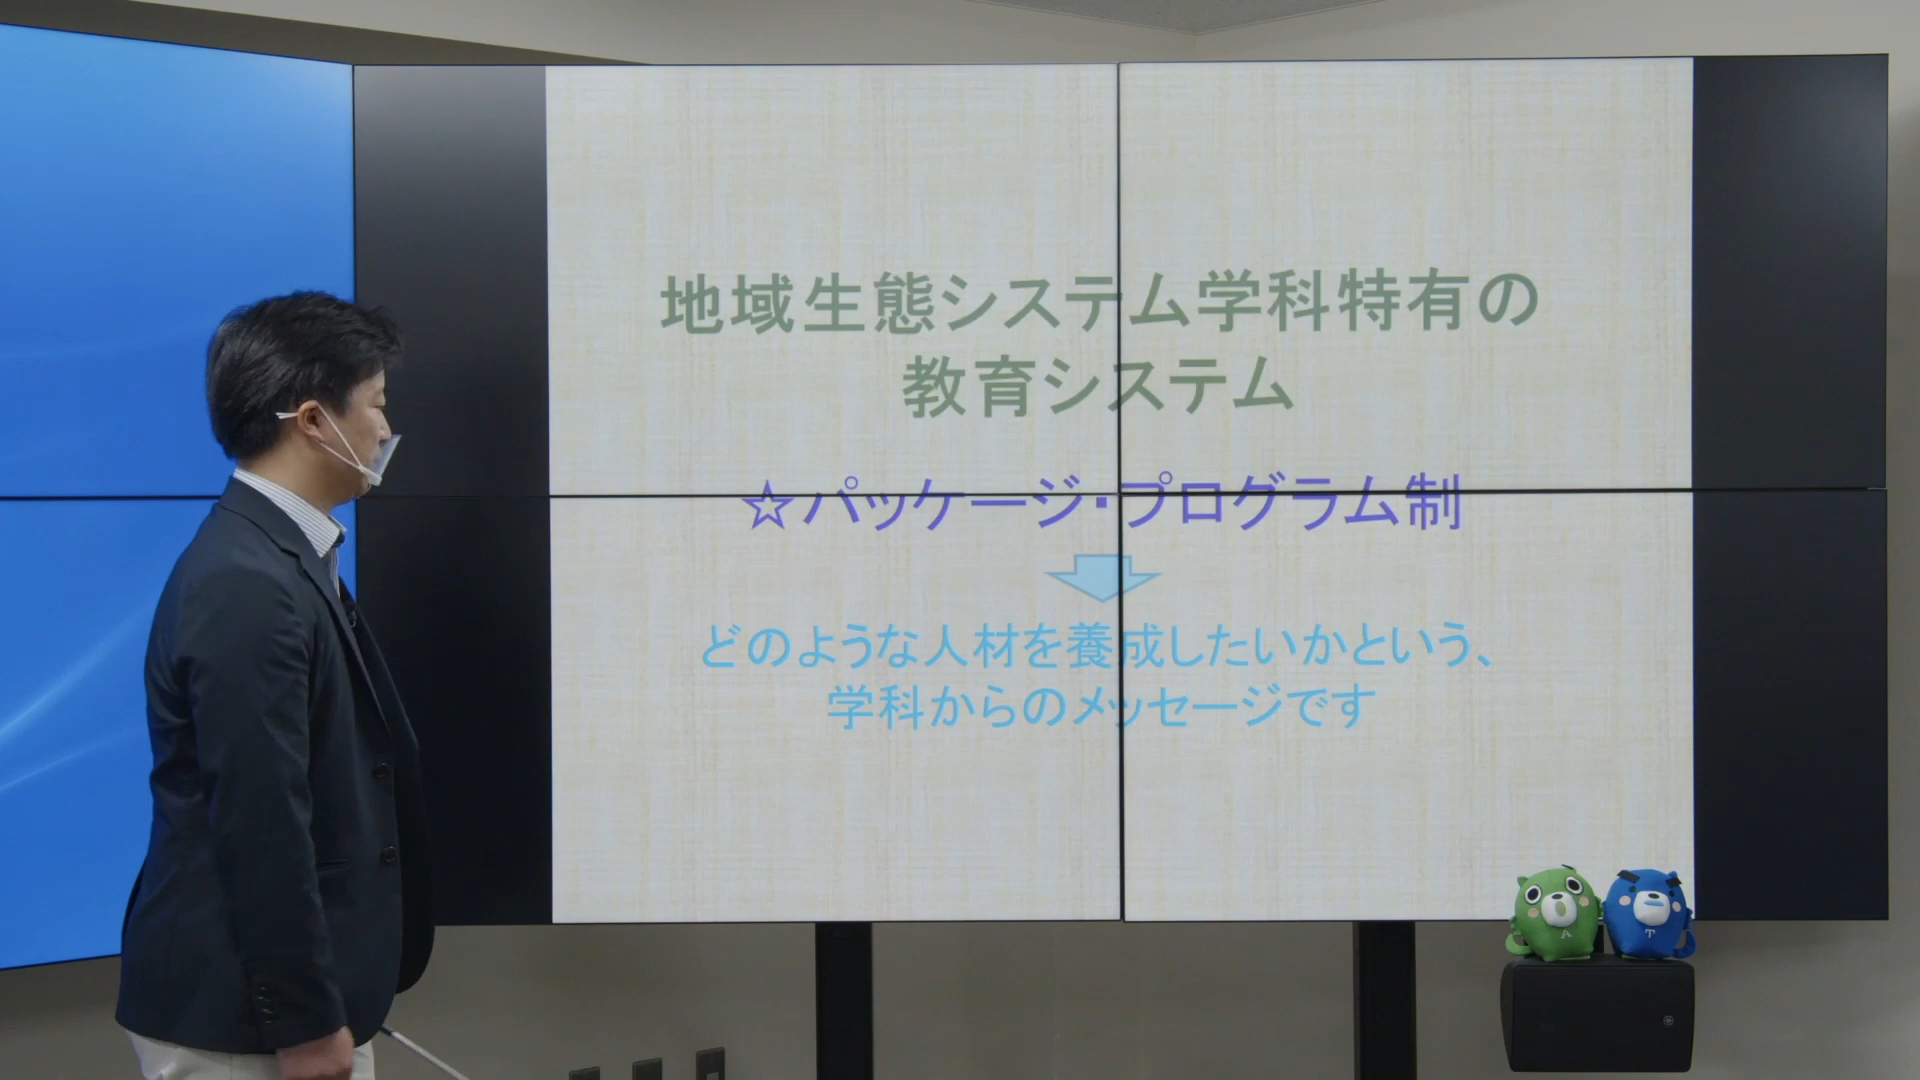 地域生態システム学科特有の
教育システム
☆パッケージ・プログラム制
どのような人材を養成したいかという、
学科からのメッセージです
A
T